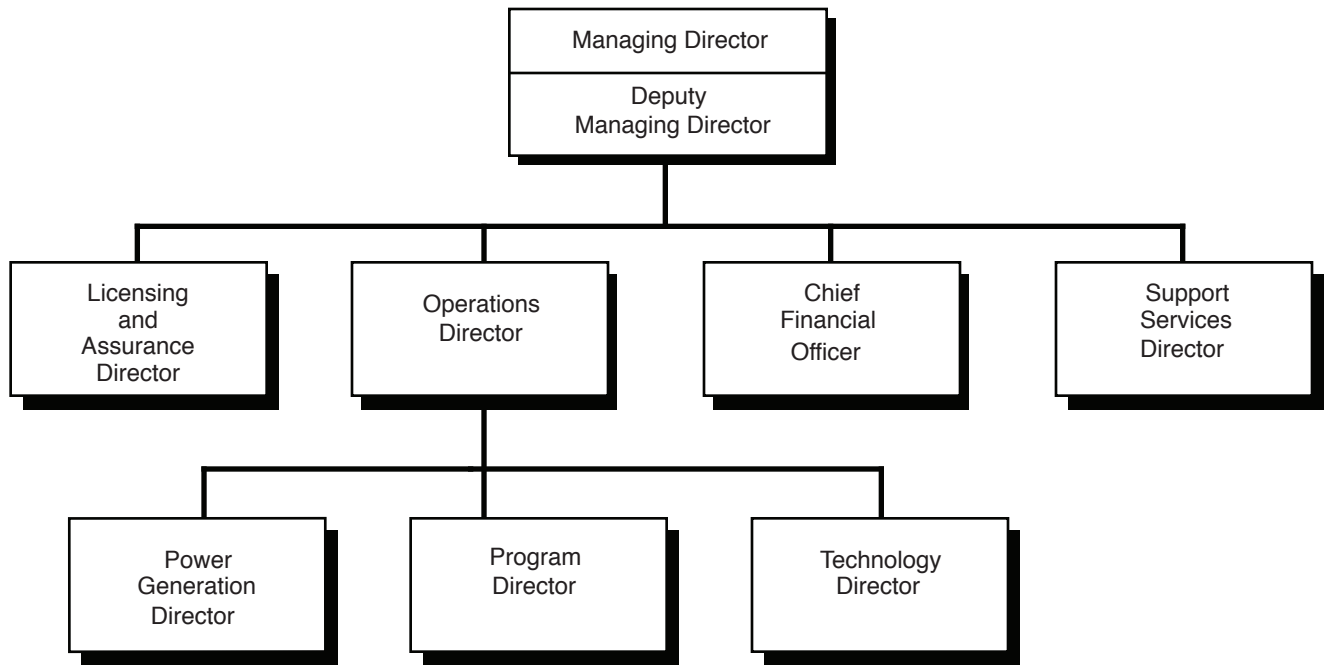 Managing Director
Deputy
Managing Director
Licensing
and
Assurance
Director
Operations
Director
Chief
Financial
Officer
Support
Services
Director
Power
Generation
Director
Program
Director
Technology
Director